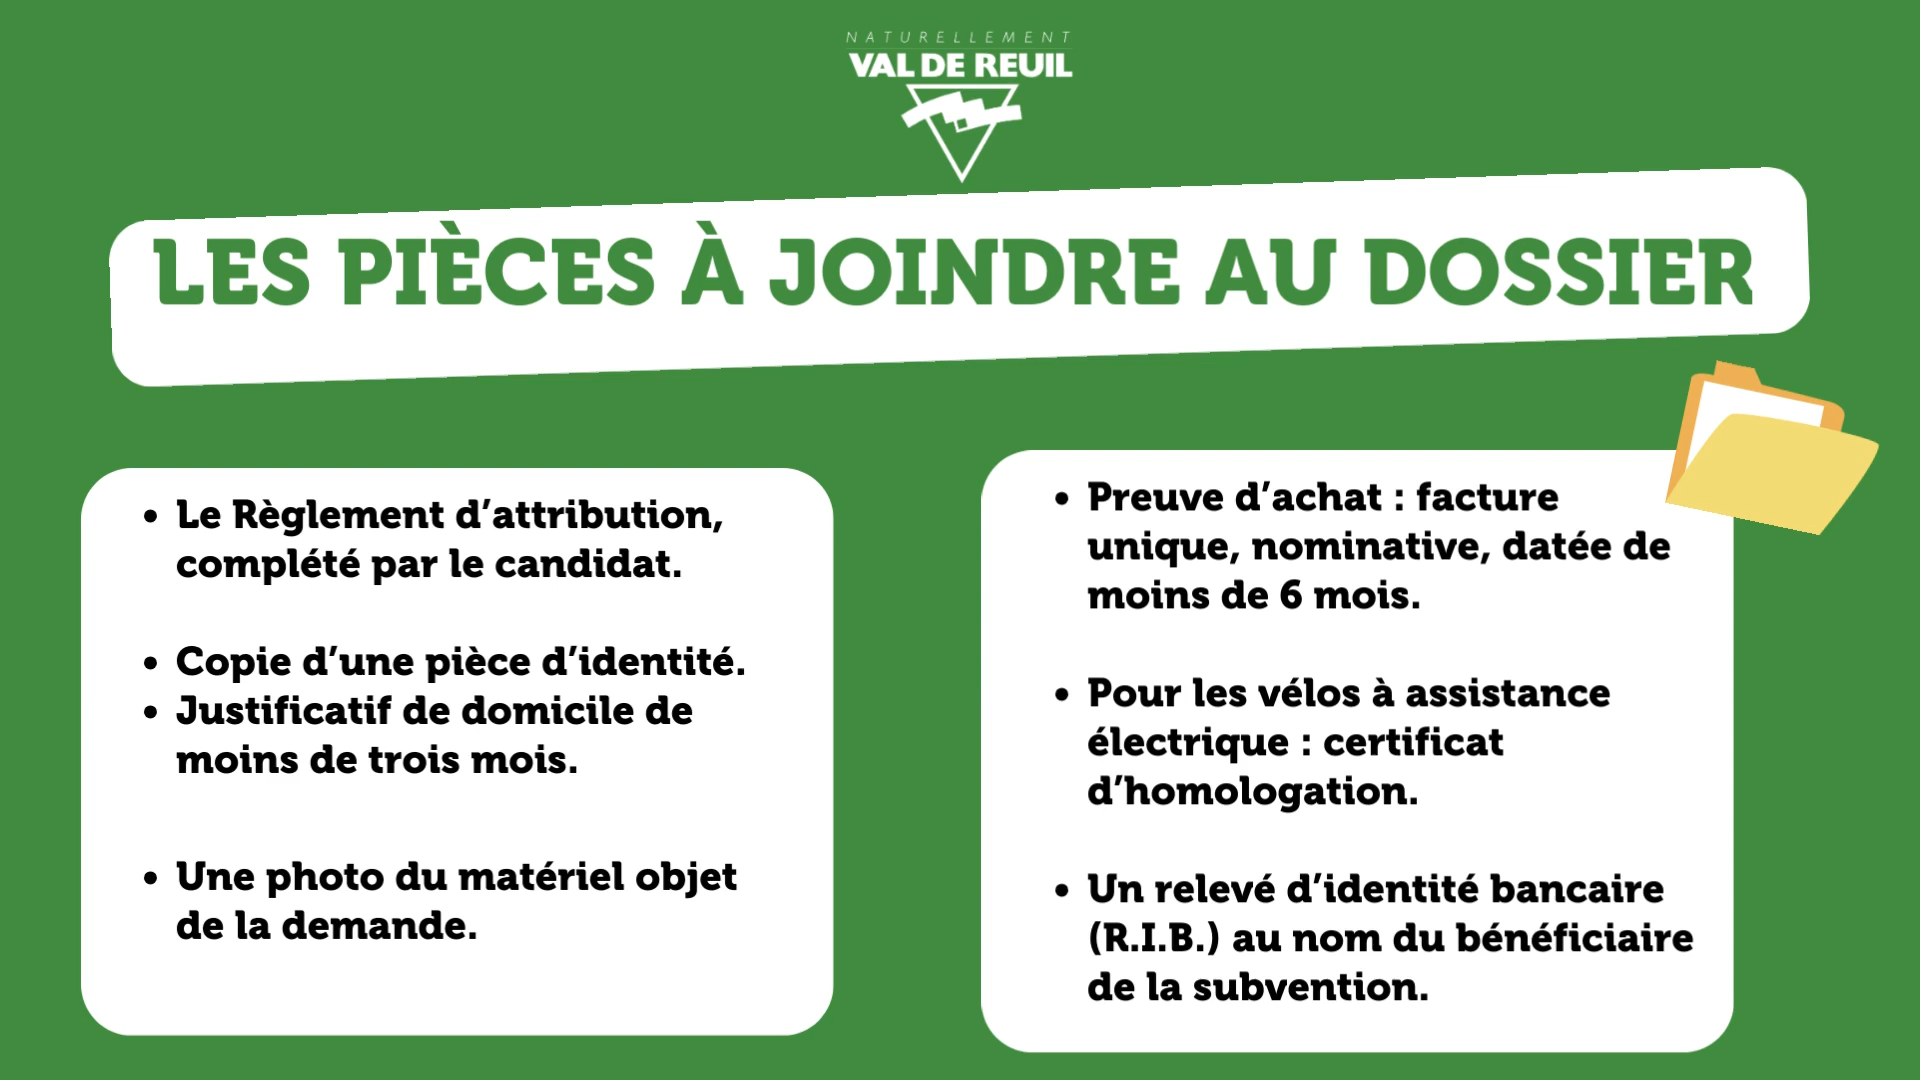 NATURELLEMENT
VAL DE REUIL
LES PIÈCES À JOINDRE AU DOSSIER
• Le Règlement d’attribution,
complété par le candidat.
• Copie d’une pièce d’identité.
• Justificatif de domicile de
moins de trois mois.
• Une photo du matériel objet
de la demande.
• Preuve d’achat : facture
unique, nominative, datée de
moins de 6 mois.
• Pour les vélos à assistance
électrique : certificat
d’homologation.
• Un relevé d’identité bancaire
(R.I.B.) au nom du bénéficiaire
de la subvention.